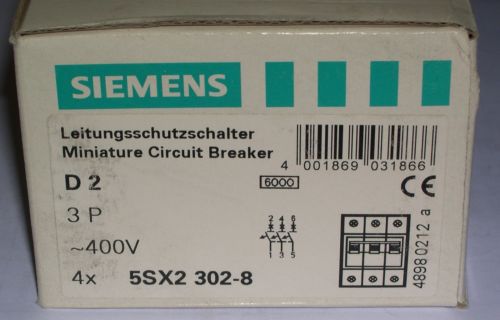 SIEMENS
Leitungsschutzschalter
Miniature Circuit Breaker
4 001869 031866
D 2
6000
CE
3 P
2 4 6
~400V
1 3 5
4x 5SX2 302-8
4898 0212 a